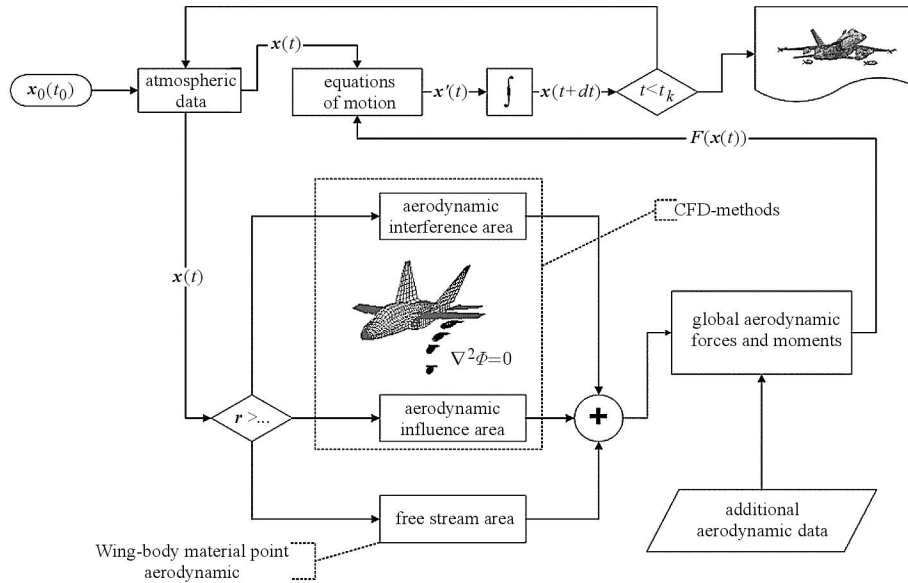 x(t)
x₀(t₀)
atmospheric
data
equations
of motion
x'(t)
∫
x(t+dt)
t<tₖ
F(x(t))
aerodynamic
interference area
CFD-methods
x(t)
global aerodynamic
forces and moments
∇²Φ=0
r >...
aerodynamic
influence area
+
free stream area
additional
aerodynamic data
Wing-body material point
aerodynamic